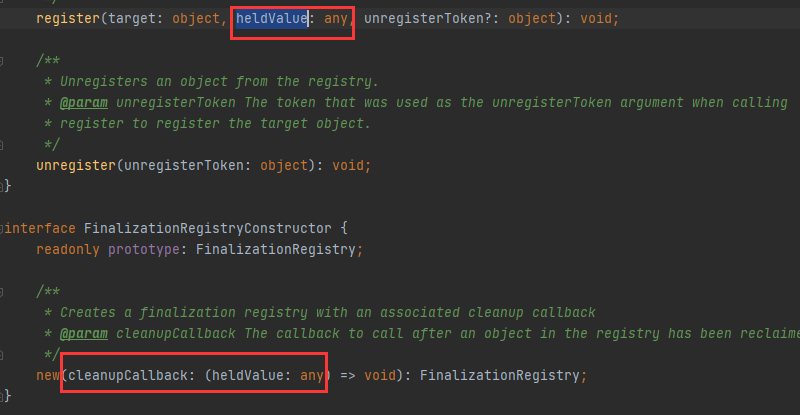 register(target: object, heldValue: any, unregisterToken?: object): void;
/**
* Unregisters an object from the registry.
* @param unregisterToken The token that was used as the unregisterToken argument when calling
* register to register the target object.
*/
unregister(unregisterToken: object): void;
}
interface FinalizationRegistryConstructor {
readonly prototype: FinalizationRegistry;
/**
* Creates a finalization registry with an associated cleanup callback
* @param cleanupCallback The callback to call after an object in the registry has been reclaime
*/
new(cleanupCallback: (heldValue: any) => void): FinalizationRegistry;
}